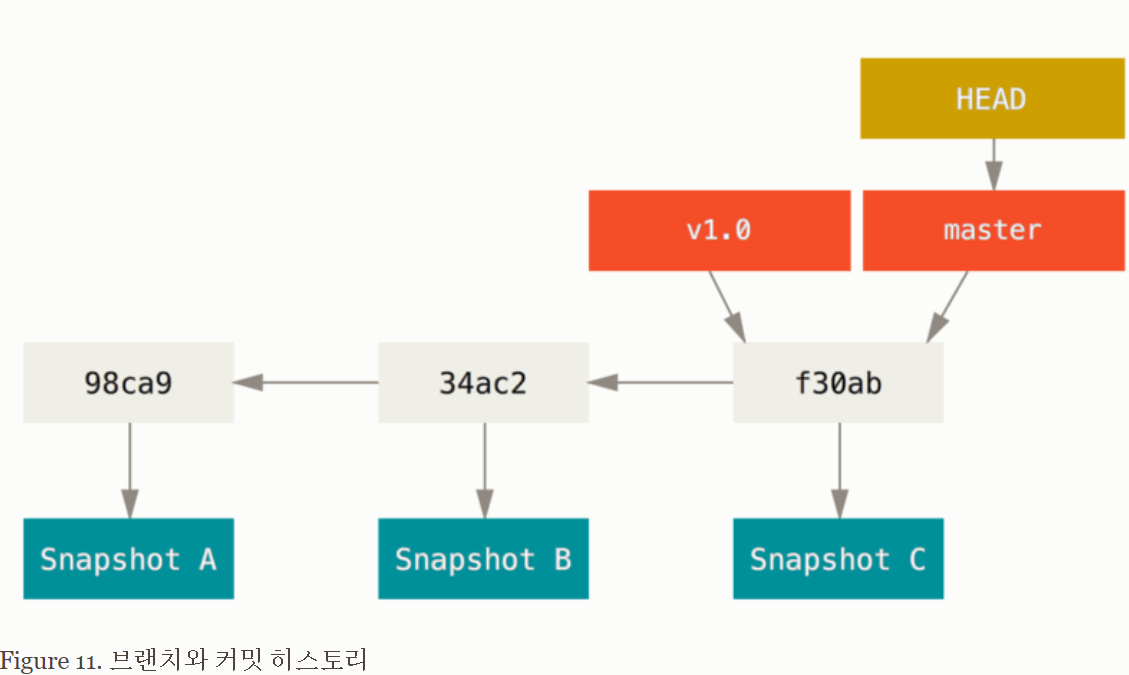 HEAD
v1.0 master
98ca9 34ac2 f30ab
Snapshot A Snapshot B Snapshot C
Figure 11. 브랜치와 커밋 히스토리